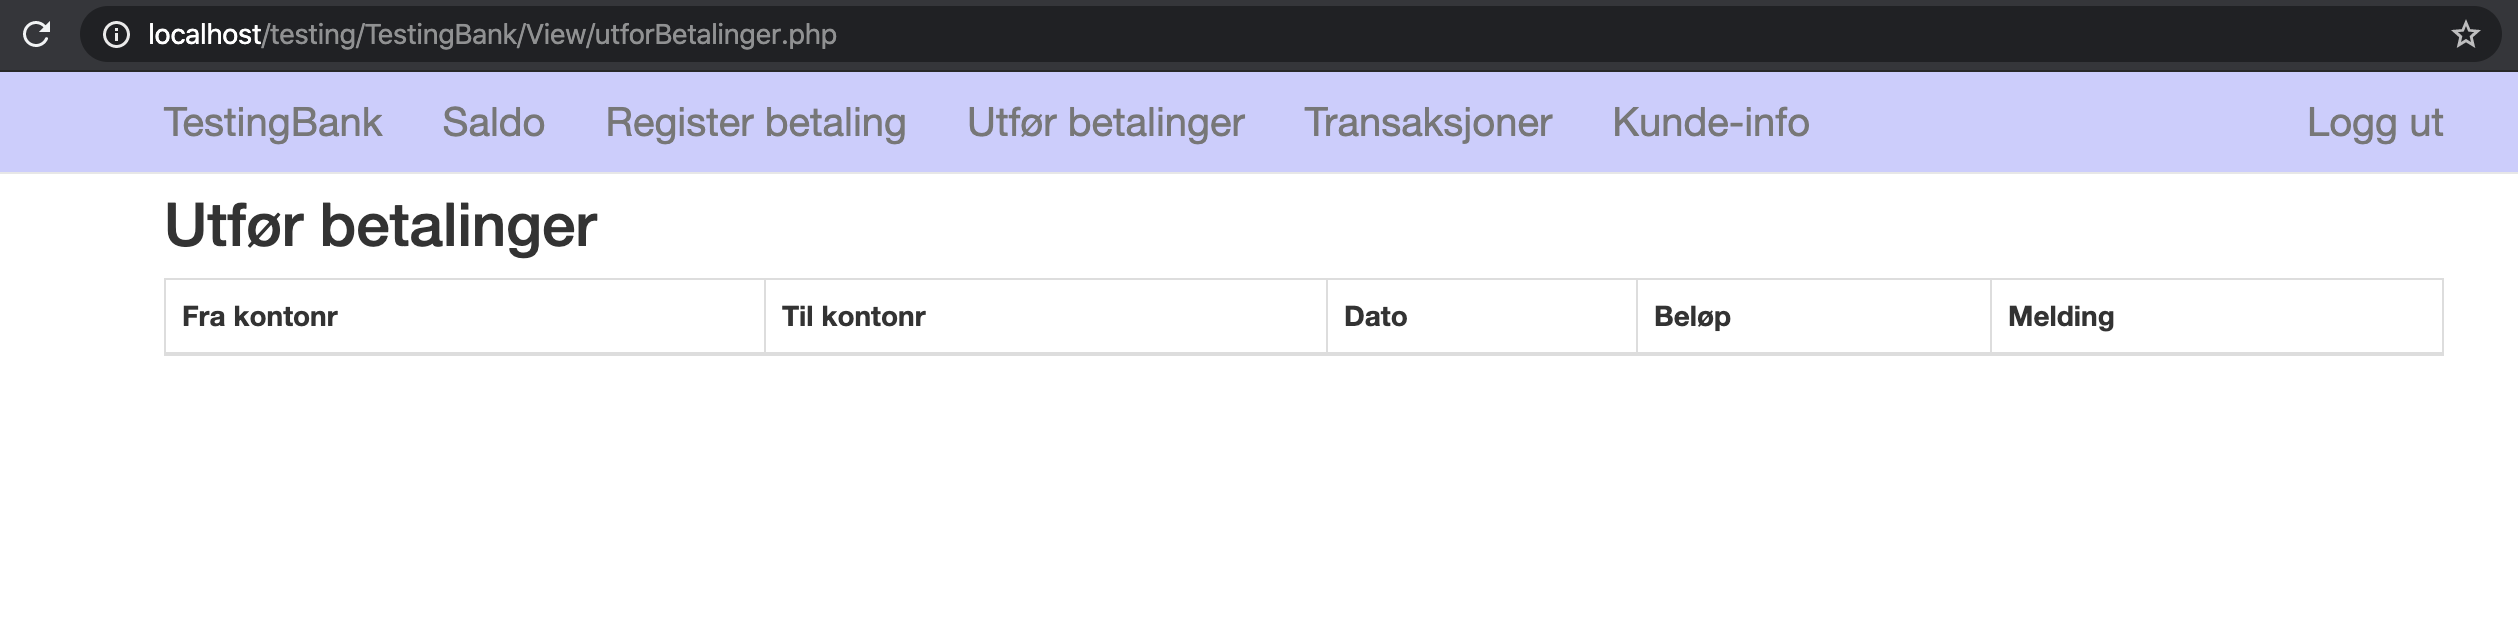 localhost/testing/TestingBank/View/utforBetalinger.php
TestingBank Saldo Register betaling Utfør betalinger Transaksjoner Kunde-info Logg ut
Utfør betalinger
Fra kontonr Til kontonr Dato Beløp Melding